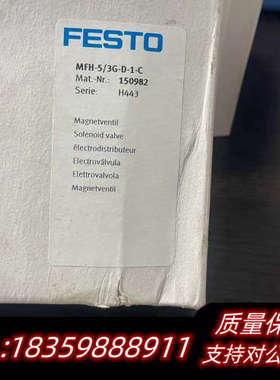 FESTO
MFH-5/3G-D-1-C
Mat.-Nr.: 150982
Serie: H443
Magnetventil
Solenoid valve
électrodistributeur
Electroválvula
Elettrovalvola
Magnetventil
质量保
:18359888911
支持对公